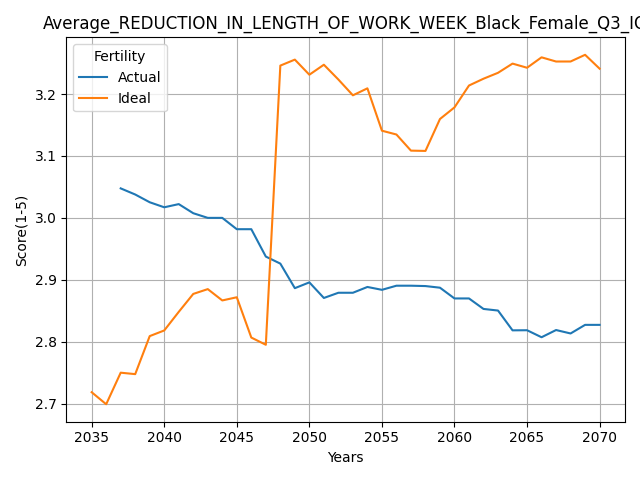 Average_REDUCTION_IN_LENGTH_OF_WORK_WEEK_Black_Female_Q3_IC
Fertility
Actual
Ideal
Score(1-5)
3.2
3.1
3.0
2.9
2.8
2.7
2035 2040 2045 2050 2055 2060 2065 2070
Years